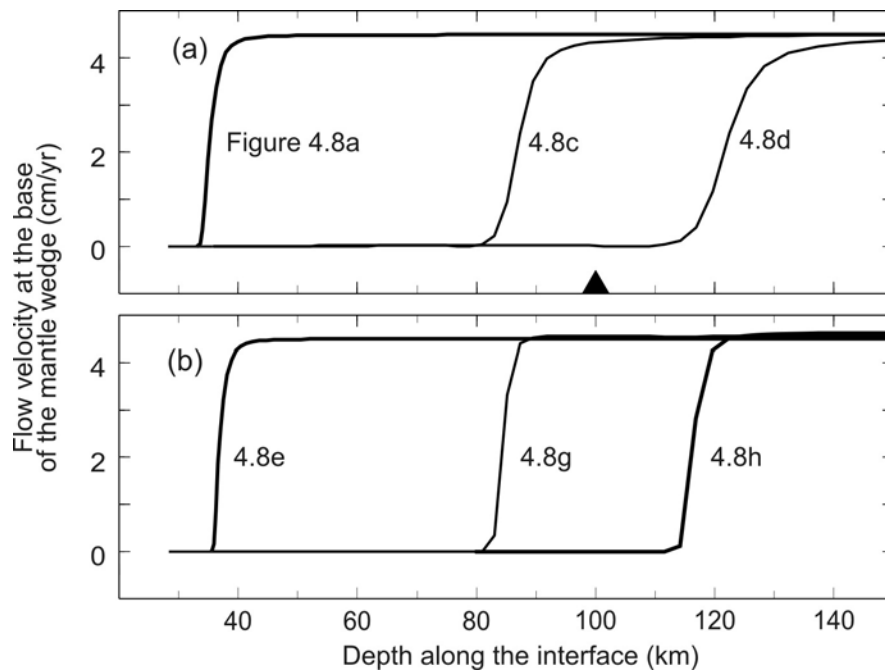 Flow velocity at the base
of the mantle wedge (cm/yr)
(a)
4
2
0
Figure 4.8a
4.8c
4.8d
(b)
4
2
0
4.8e
4.8g
4.8h
40 60 80 100 120 140
Depth along the interface (km)